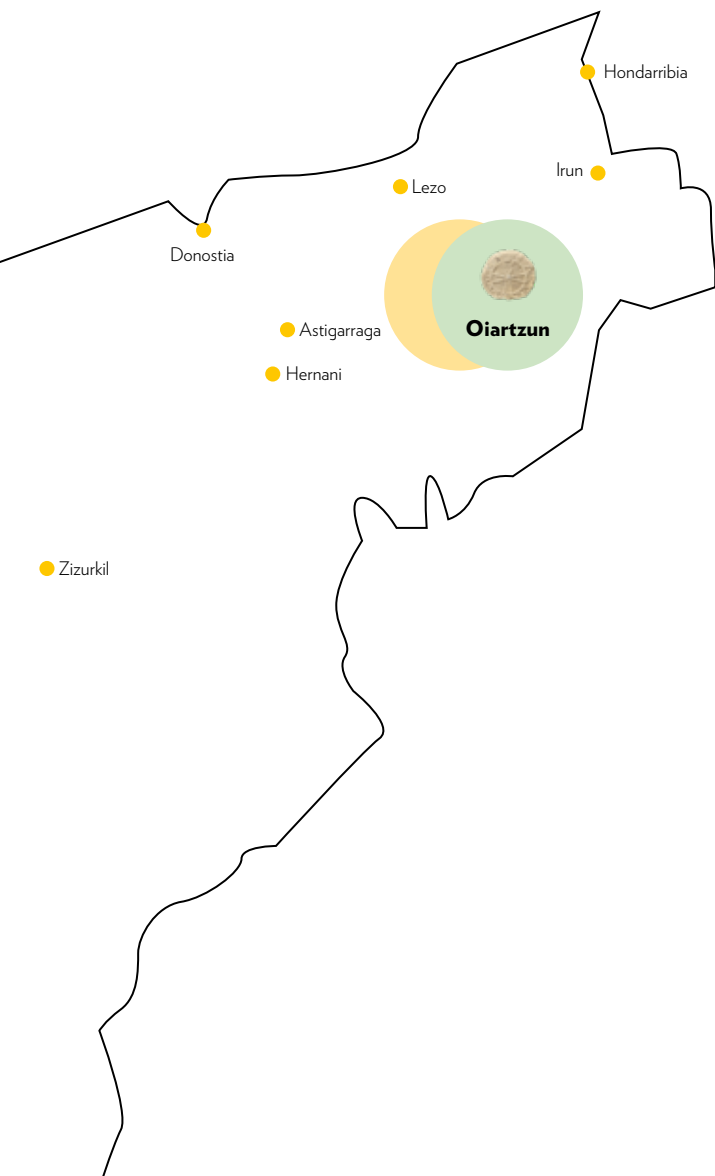 Hondarribia
Irun
Lezo
Donostia
Oiartzun
Astigarraga
Hernani
Zizurkil